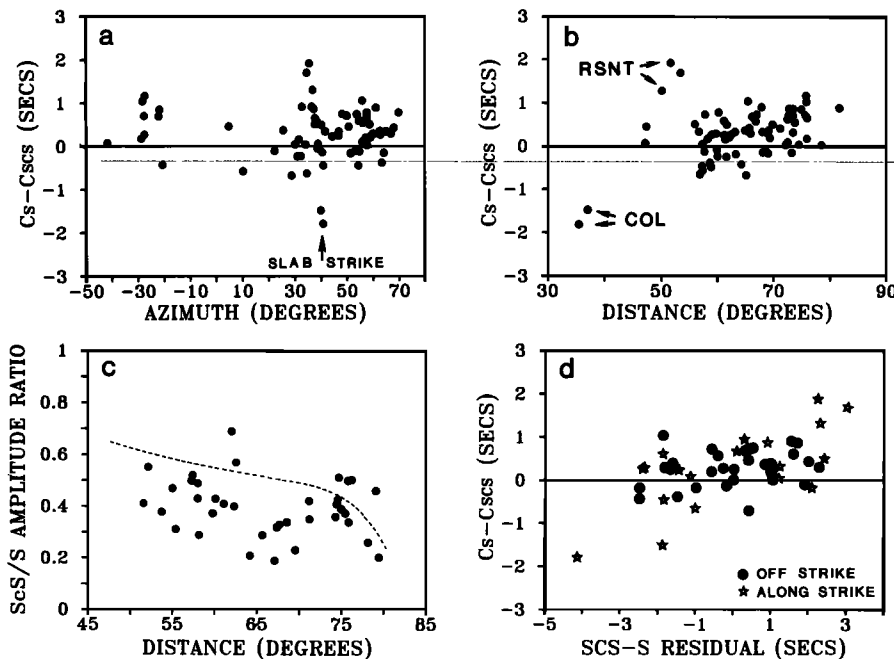 a
Cs-Cscs (SECS)
3
2
1
0
-1
-2
-3
SLAB STRIKE
-50 -30 -10 10 30 50 70
AZIMUTH (DEGREES)
b
Cs-Cscs (SECS)
3
2
1
0
-1
-2
-3
RSNT
COL
30 50 70 90
DISTANCE (DEGREES)
c
ScS/S AMPLITUDE RATIO
1
0.8
0.6
0.4
0.2
0
45 55 65 75 85
DISTANCE (DEGREES)
d
Cs-Cscs (SECS)
3
2
1
0
-1
-2
-3
OFF STRIKE
ALONG STRIKE
-5 -3 -1 1 3 5
SCS-S RESIDUAL (SECS)